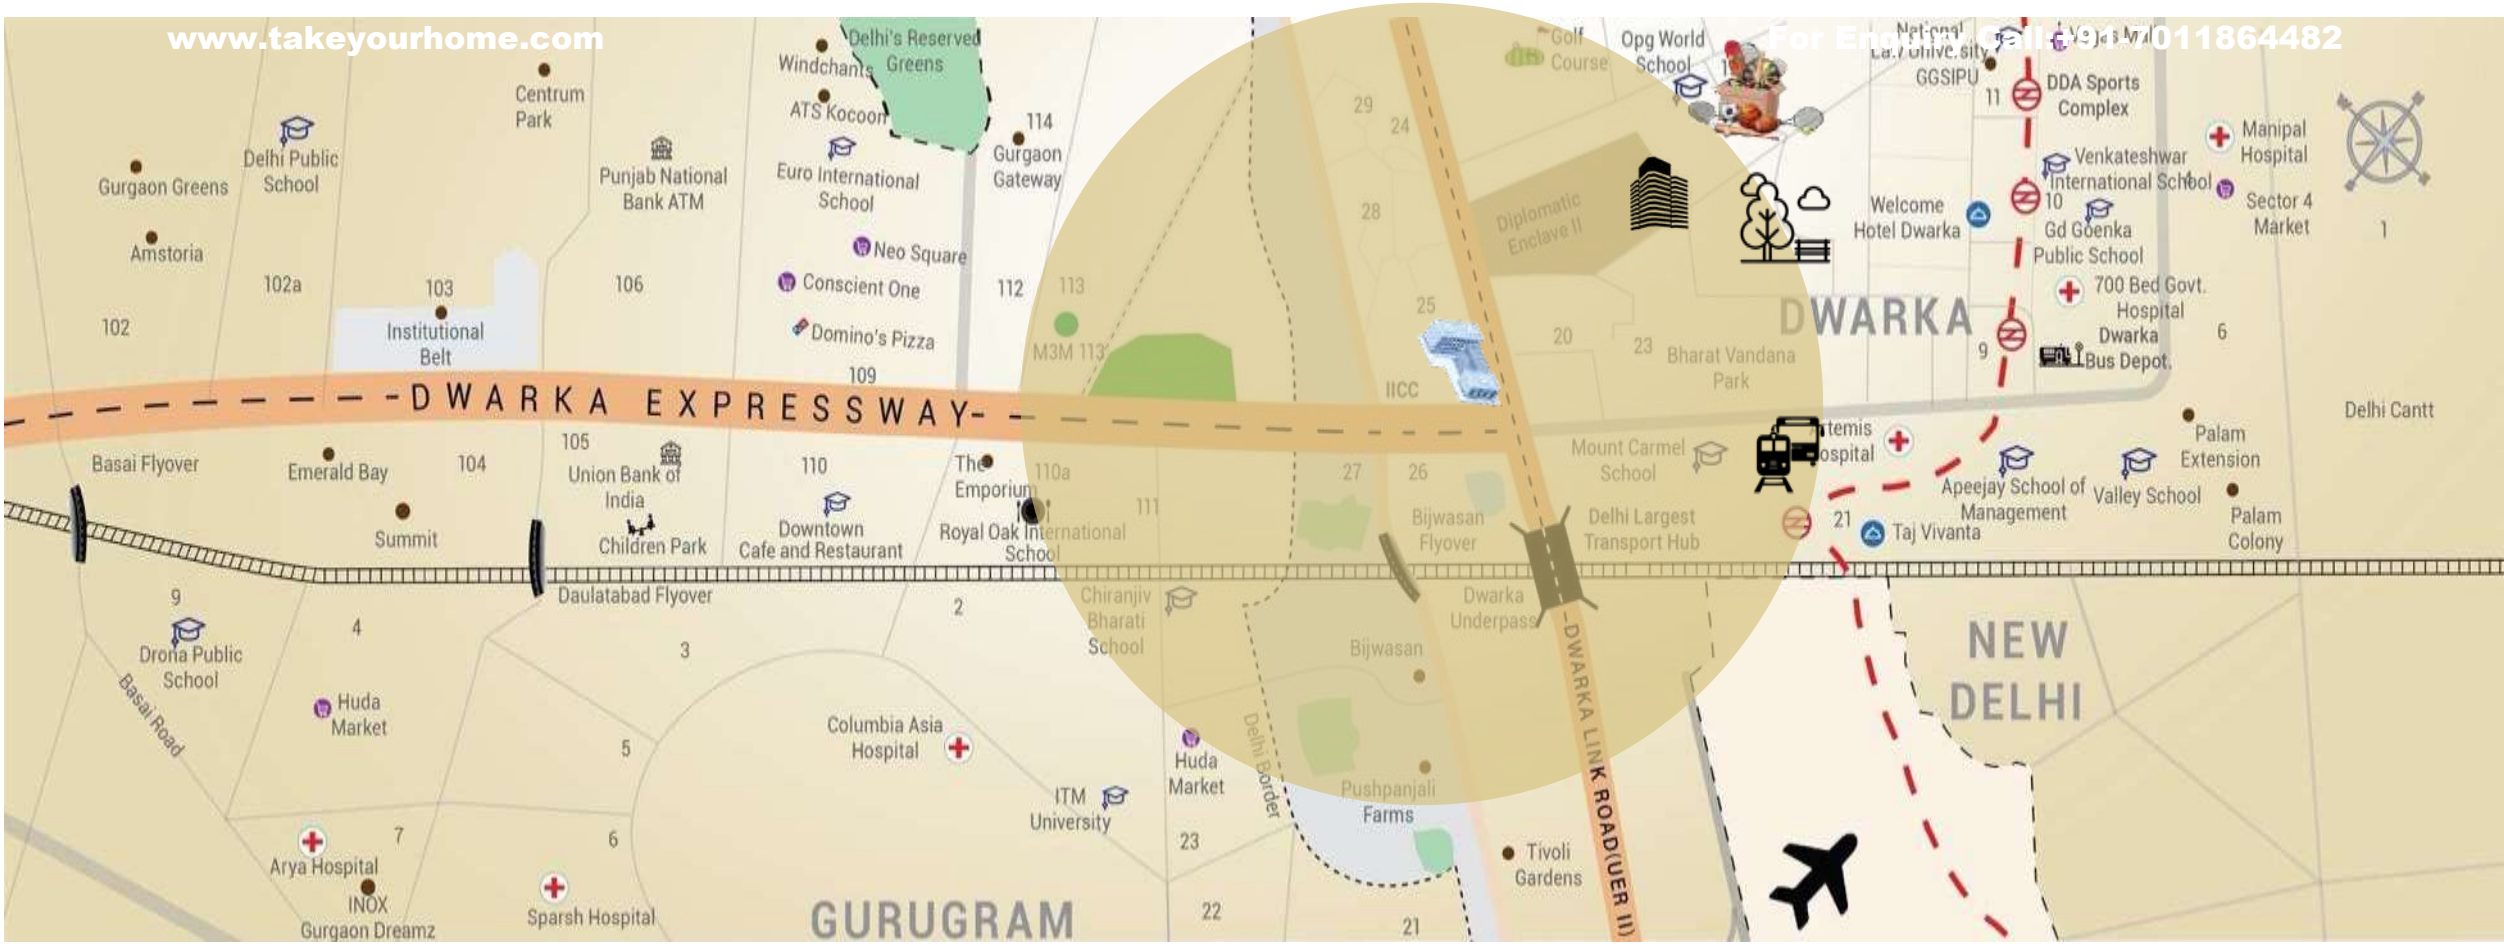 www.takeyourhome.com
For Enquiry Call:+91-7011864482
Delhi's Reserved
Greens
Windchants
ATS Kocoon
Centrum
Park
Golf
Course
Opg World
School
National
GGSIPU
11
DDA Sports
Complex
29
24
114
Gurgaon
Gateway
Delhi Public
School
Gurgaon Greens
Punjab National
Bank ATM
Euro International
School
Manipal
Hospital
Venkateshwar
International School
4
10
Sector 4
Market
Welcome
Hotel Dwarka
Gd Goenka
Public School
1
28
Diplomatic
Enclave II
Amstoria
Neo Square
Conscient One
102a
103
106
112
113
25
DWARKA
700 Bed Govt.
Hospital
Dwarka
Bus Depot.
6
102
Institutional
Belt
Domino's Pizza
M3M 113
20
23
Bharat Vandana
Park
9
109
IICC
DWARKA EXPRESSWAY
Delhi Cantt
Basai Flyover
Emerald Bay
104
105
Union Bank of
India
110
The
Emporium
110a
111
27
26
Mount Carmel
School
Palam
Extension
Summit
Children Park
Downtown
Cafe and Restaurant
Royal Oak International
School
Bijwasan
Flyover
Delhi Largest
Transport Hub
21
Taj Vivanta
Apeejay School of
Management
Valley School
Palam
Colony
9
Drona Public
School
4
Daulatabad Flyover
3
2
Chiranjiv
Bharati
School
Dwarka
Underpass
Bijwasan
NEW
DELHI
Basai Road
Huda
Market
5
Columbia Asia
Hospital
Huda
Market
Delhi Border
DWARKA LINK ROAD(UER II)
Pushpanjali
Farms
ITM
University
7
6
23
Arya Hospital
INOX
Gurgaon Dreamz
Sparsh Hospital
GURUGRAM
22
21
Tivoli
Gardens